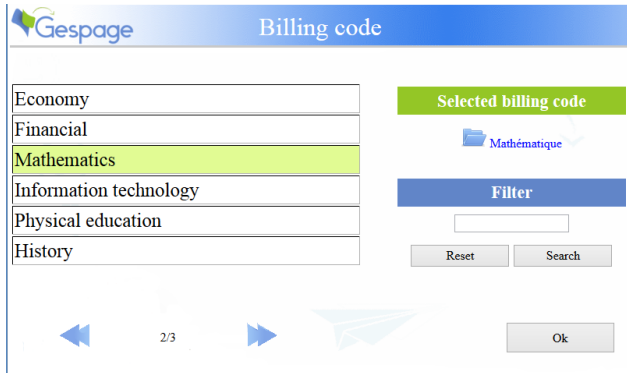 Gespage
Billing code
Economy
Financial
Mathematics
Information technology
Physical education
History
2/3
Selected billing code
Mathématique
Filter
Reset
Search
Ok